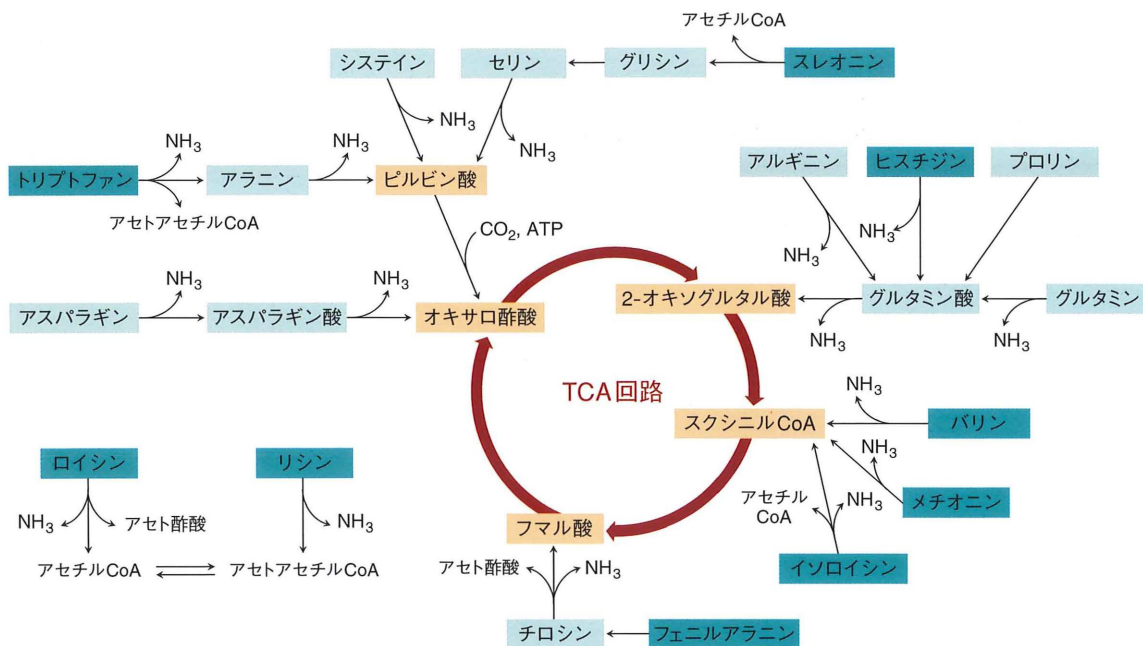 アセチルCoA
システイン
セリン
グリシン
スレオニン
NH3
NH3
NH3
NH3
アルギニン
ヒスチジン
プロリン
トリプトファン
アラニン
ピルビン酸
アセトアセチルCoA
CO2, ATP
NH3
NH3
NH3
NH3
アスパラギン
アスパラギン酸
オキサロ酢酸
2-オキソグルタル酸
グルタミン酸
グルタミン
NH3
NH3
TCA回路
NH3
スクシニルCoA
バリン
ロイシン
リシン
NH3
メチオニン
アセチル
CoA
NH3
NH3
アセト酢酸
NH3
フマル酸
アセチルCoA
アセトアセチルCoA
アセト酢酸
NH3
イソロイシン
チロシン
フェニルアラニン